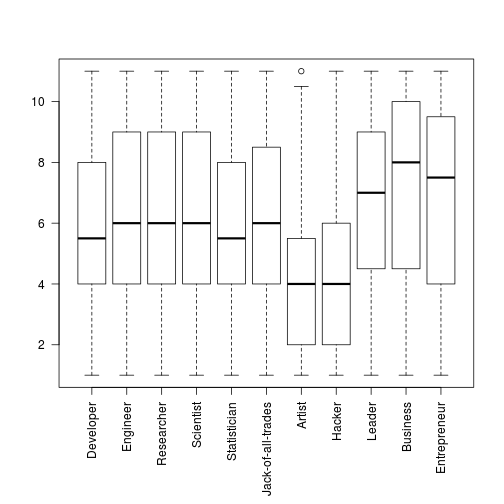 10
8
6
4
2
Developer
Engineer
Researcher
Scientist
Statistician
Jack-of-all-trades
Artist
Hacker
Leader
Business
Entrepreneur